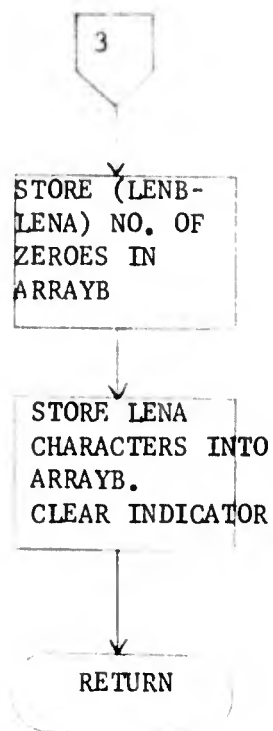 3
STORE (LENB-
LENA) NO. OF
ZEROES IN
ARRAYB
STORE LENA
CHARACTERS INTO
ARRAYB.
CLEAR INDICATOR
RETURN